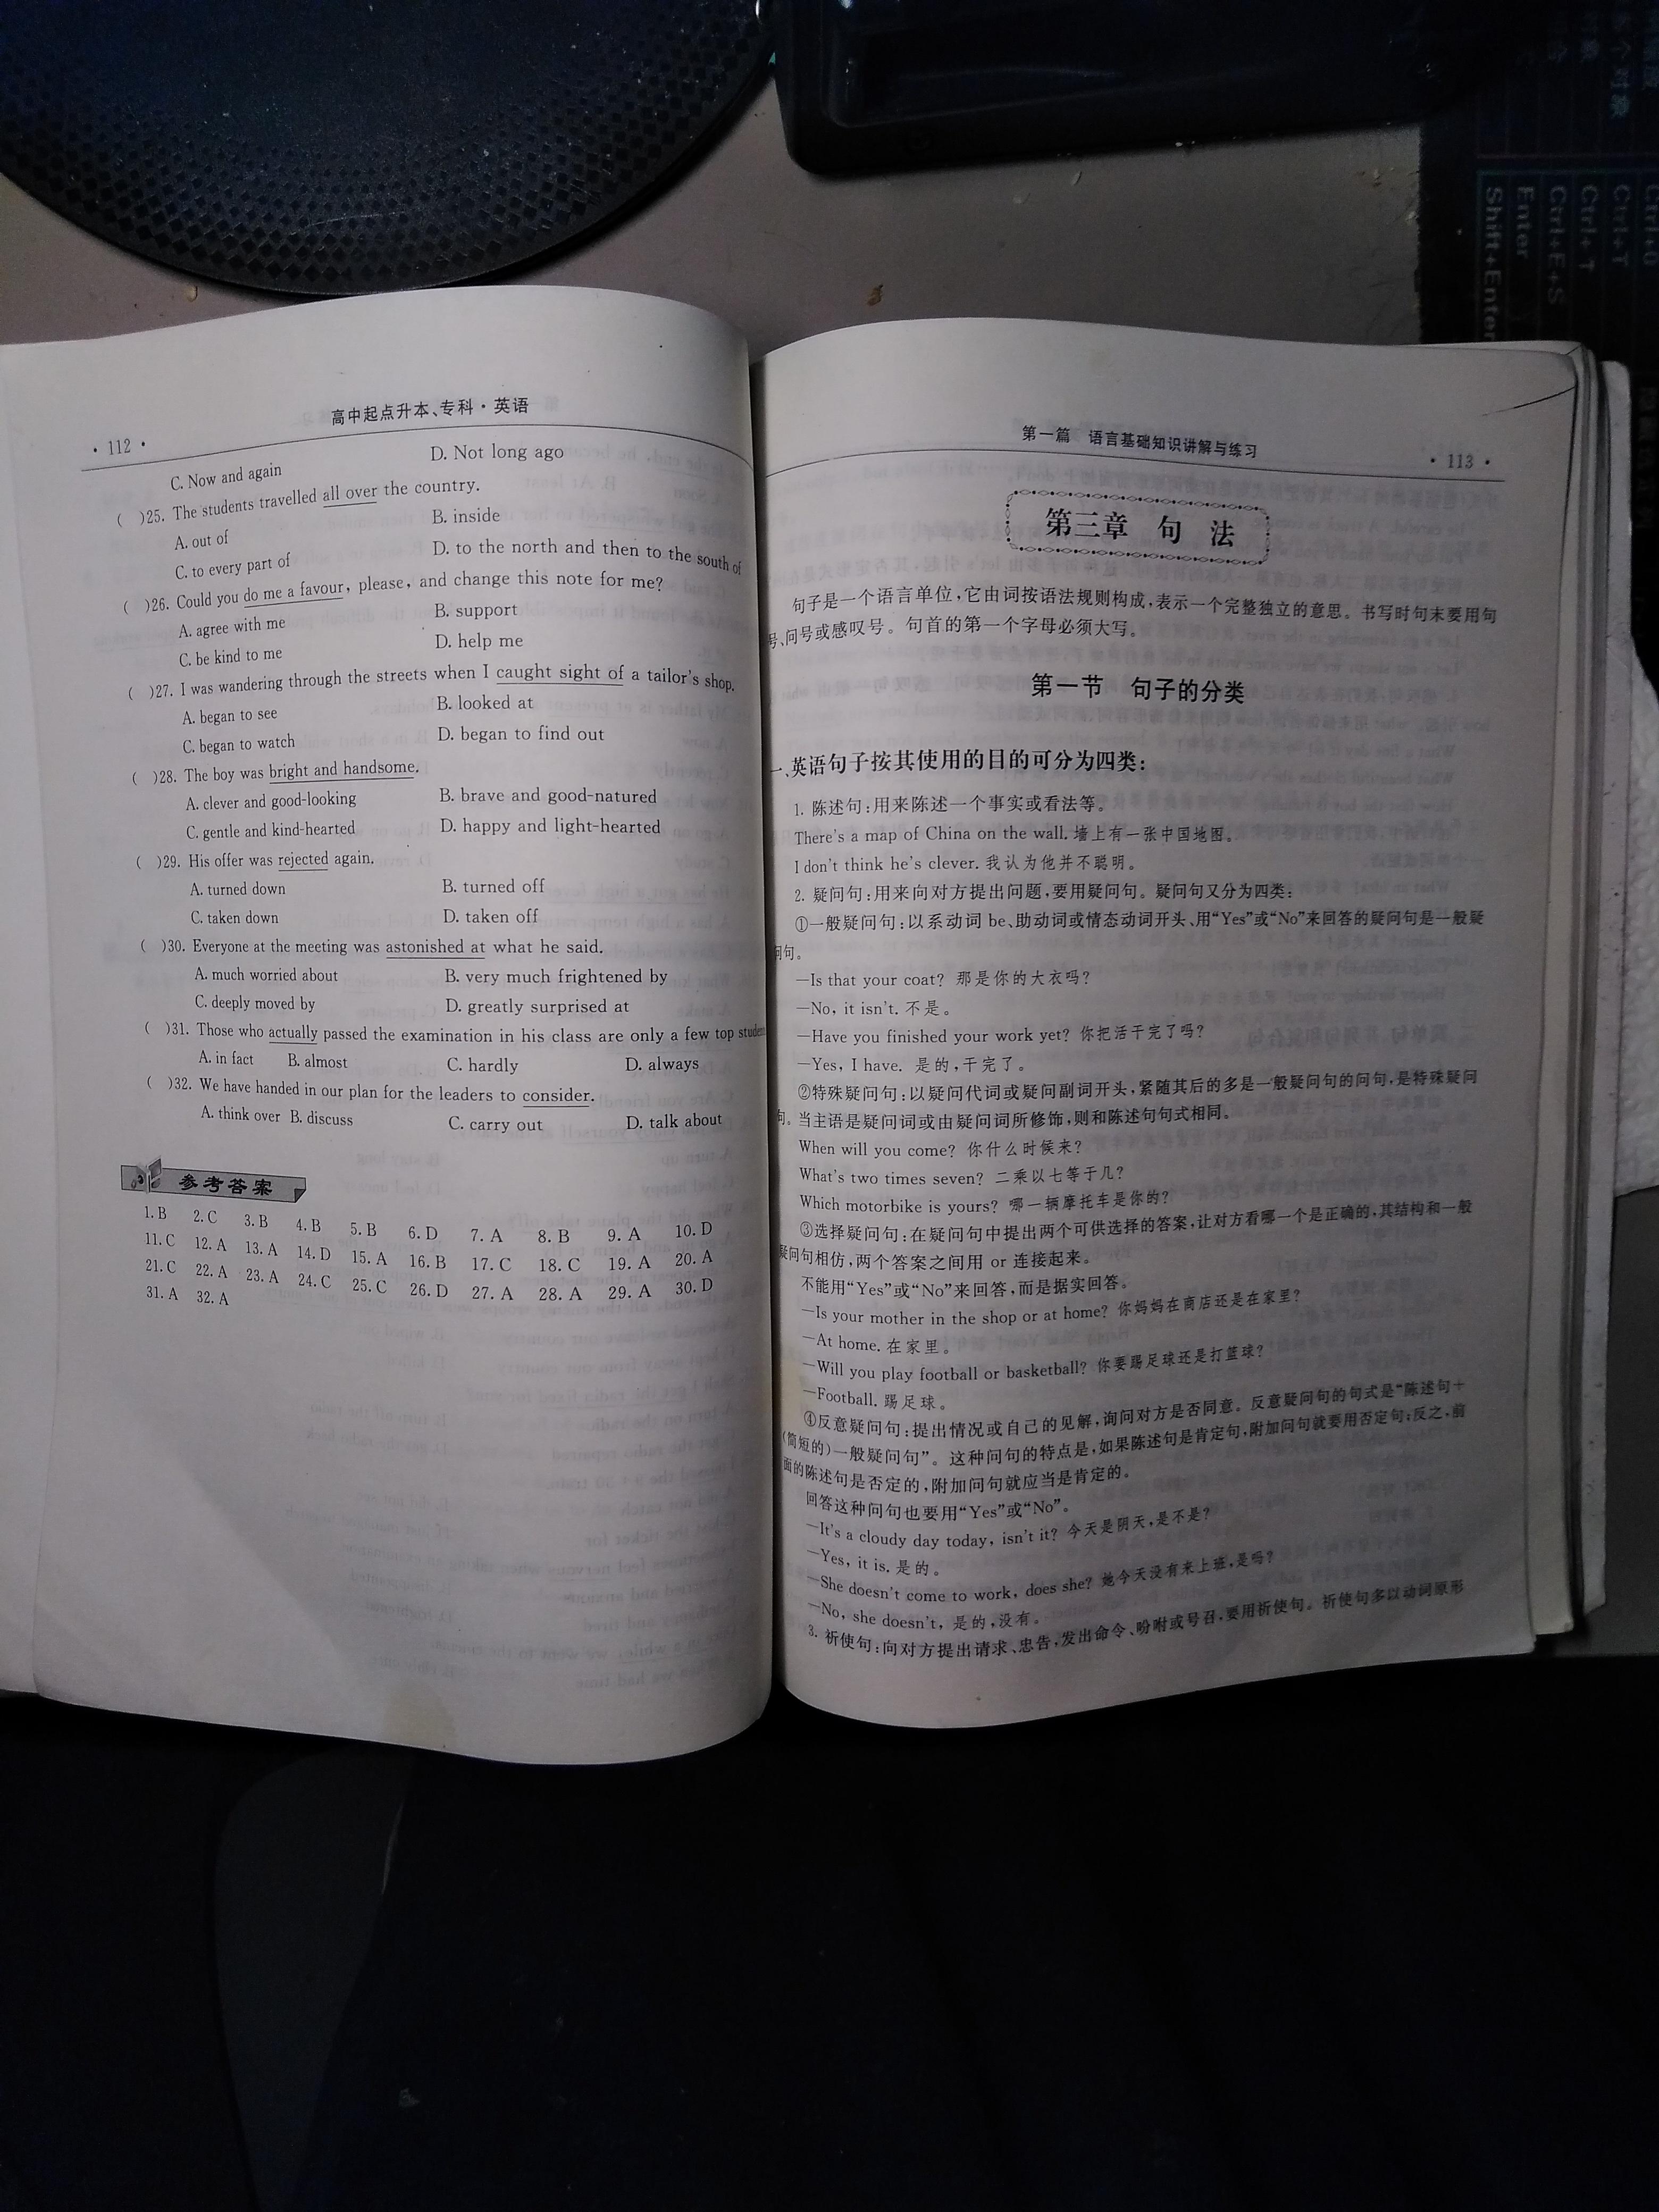 · 112 ·
高中起点升本、专科·英语
C. Now and again
D. Not long ago
( )25. The students travelled all over the country.
A. out of
B. inside
C. to every part of
D. to the north and then to the south of
( )26. Could you do me a favour, please, and change this note for me?
A. agree with me
B. support
C. be kind to me
D. help me
( )27. I was wandering through the streets when I caught sight of a tailor's shop.
A. began to see
B. looked at
C. began to watch
D. began to find out
( )28. The boy was bright and handsome.
A. clever and good-looking
B. brave and good-natured
C. gentle and kind-hearted
D. happy and light-hearted
( )29. His offer was rejected again.
A. turned down
B. turned off
C. taken down
D. taken off
( )30. Everyone at the meeting was astonished at what he said.
A. much worried about
B. very much frightened by
C. deeply moved by
D. greatly surprised at
( )31. Those who actually passed the examination in his class are only a few top
A. in fact B. almost C. hardly D. always
( )32. We have handed in our plan for the leaders to consider.
A. think over B. discuss C. carry out D. talk about
参考答案
1. B 2. C 3. B 4. B 5. B 6. D 7. A 8. B 9. A 10. D
11. C 12. A 13. A 14. D 15. A 16. B 17. C 18. C 19. A 20. A
21. C 22. A 23. A 24. C 25. C 26. D 27. A 28. A 29. A 30. D
31. A 32. A
第一篇 语言基础知识讲解与练习
· 113 ·
第三章 句 法
句子是一个语言单位,它由词按语法规则构成,表示一个完整独立的意思。书写时句末要用句
号、问号或感叹号。句首的第一个字母必须大写。
第一节 句子的分类
一、英语句子按其使用的目的可分为四类:
1. 陈述句:用来陈述一个事实或看法等。
There's a map of China on the wall. 墙上有一张中国地图。
I don't think he's clever. 我认为他并不聪明。
2. 疑问句:用来向对方提出问题,要用疑问句。疑问句又分为四类:
①一般疑问句:以系动词 be、助动词或情态动词开头、用“Yes”或“No”来回答的疑问句是一般疑
问句。
—Is that your coat? 那是你的大衣吗?
—No, it isn't. 不是。
—Have you finished your work yet? 你把活干完了吗?
—Yes, I have. 是的,干完了。
②特殊疑问句:以疑问代词或疑问副词开头,紧随其后的多是一般疑问句的问句,是特殊疑问
句。当主语是疑问词或由疑问词所修饰,则和陈述句句式相同。
When will you come? 你什么时候来?
What's two times seven? 二乘以七等于几?
Which motorbike is yours? 哪一辆摩托车是你的?
③选择疑问句:在疑问句中提出两个可供选择的答案,让对方看哪一个是正确的,其结构和一般
疑问句相仿,两个答案之间用 or 连接起来。
不能用“Yes”或“No”来回答,而是据实回答。
—Is your mother in the shop or at home? 你妈妈在商店还是在家里?
—At home. 在家里。
—Will you play football or basketball? 你要踢足球还是打篮球?
—Football. 踢足球。
④反意疑问句:提出情况或自己的见解,询问对方是否同意。反意疑问句的句式是“陈述句+
(简短的)一般疑问句”。这种问句的特点是,如果陈述句是肯定句,附加问句就要用否定句;反之,前
面的陈述句是否定的,附加问句就应当是肯定的。
回答这种问句也要用“Yes”或“No”。
—It's a cloudy day today, isn't it? 今天是阴天,是不是?
—Yes, it is. 是的。
—She doesn't come to work, does she? 她今天没有来上班,是吗?
—No, she doesn't, 是的,没有。
3. 祈使句:向对方提出请求、忠告,发出命令、吩咐或号召,要用祈使句。祈使句多以动词原形
Ctrl+T
Ctrl+T
Ctrl+E+S
Enter
Shift+Enter